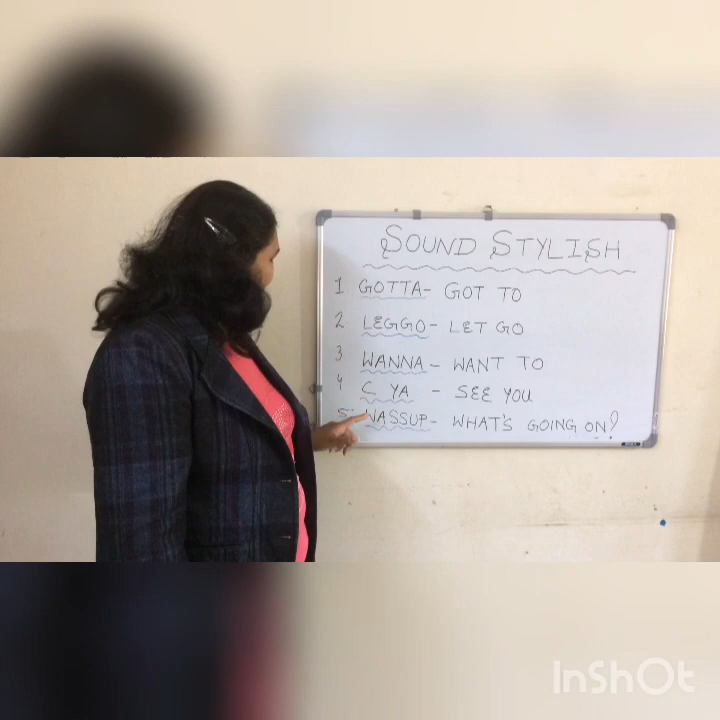 SOUND STYLISH
1 GOTTA- GOT TO
2 LEGGO- LET GO
3 WANNA- WANT TO
4 C YA - SEE YOU
5 WASSUP- WHAT'S GOING ON?
InShOt